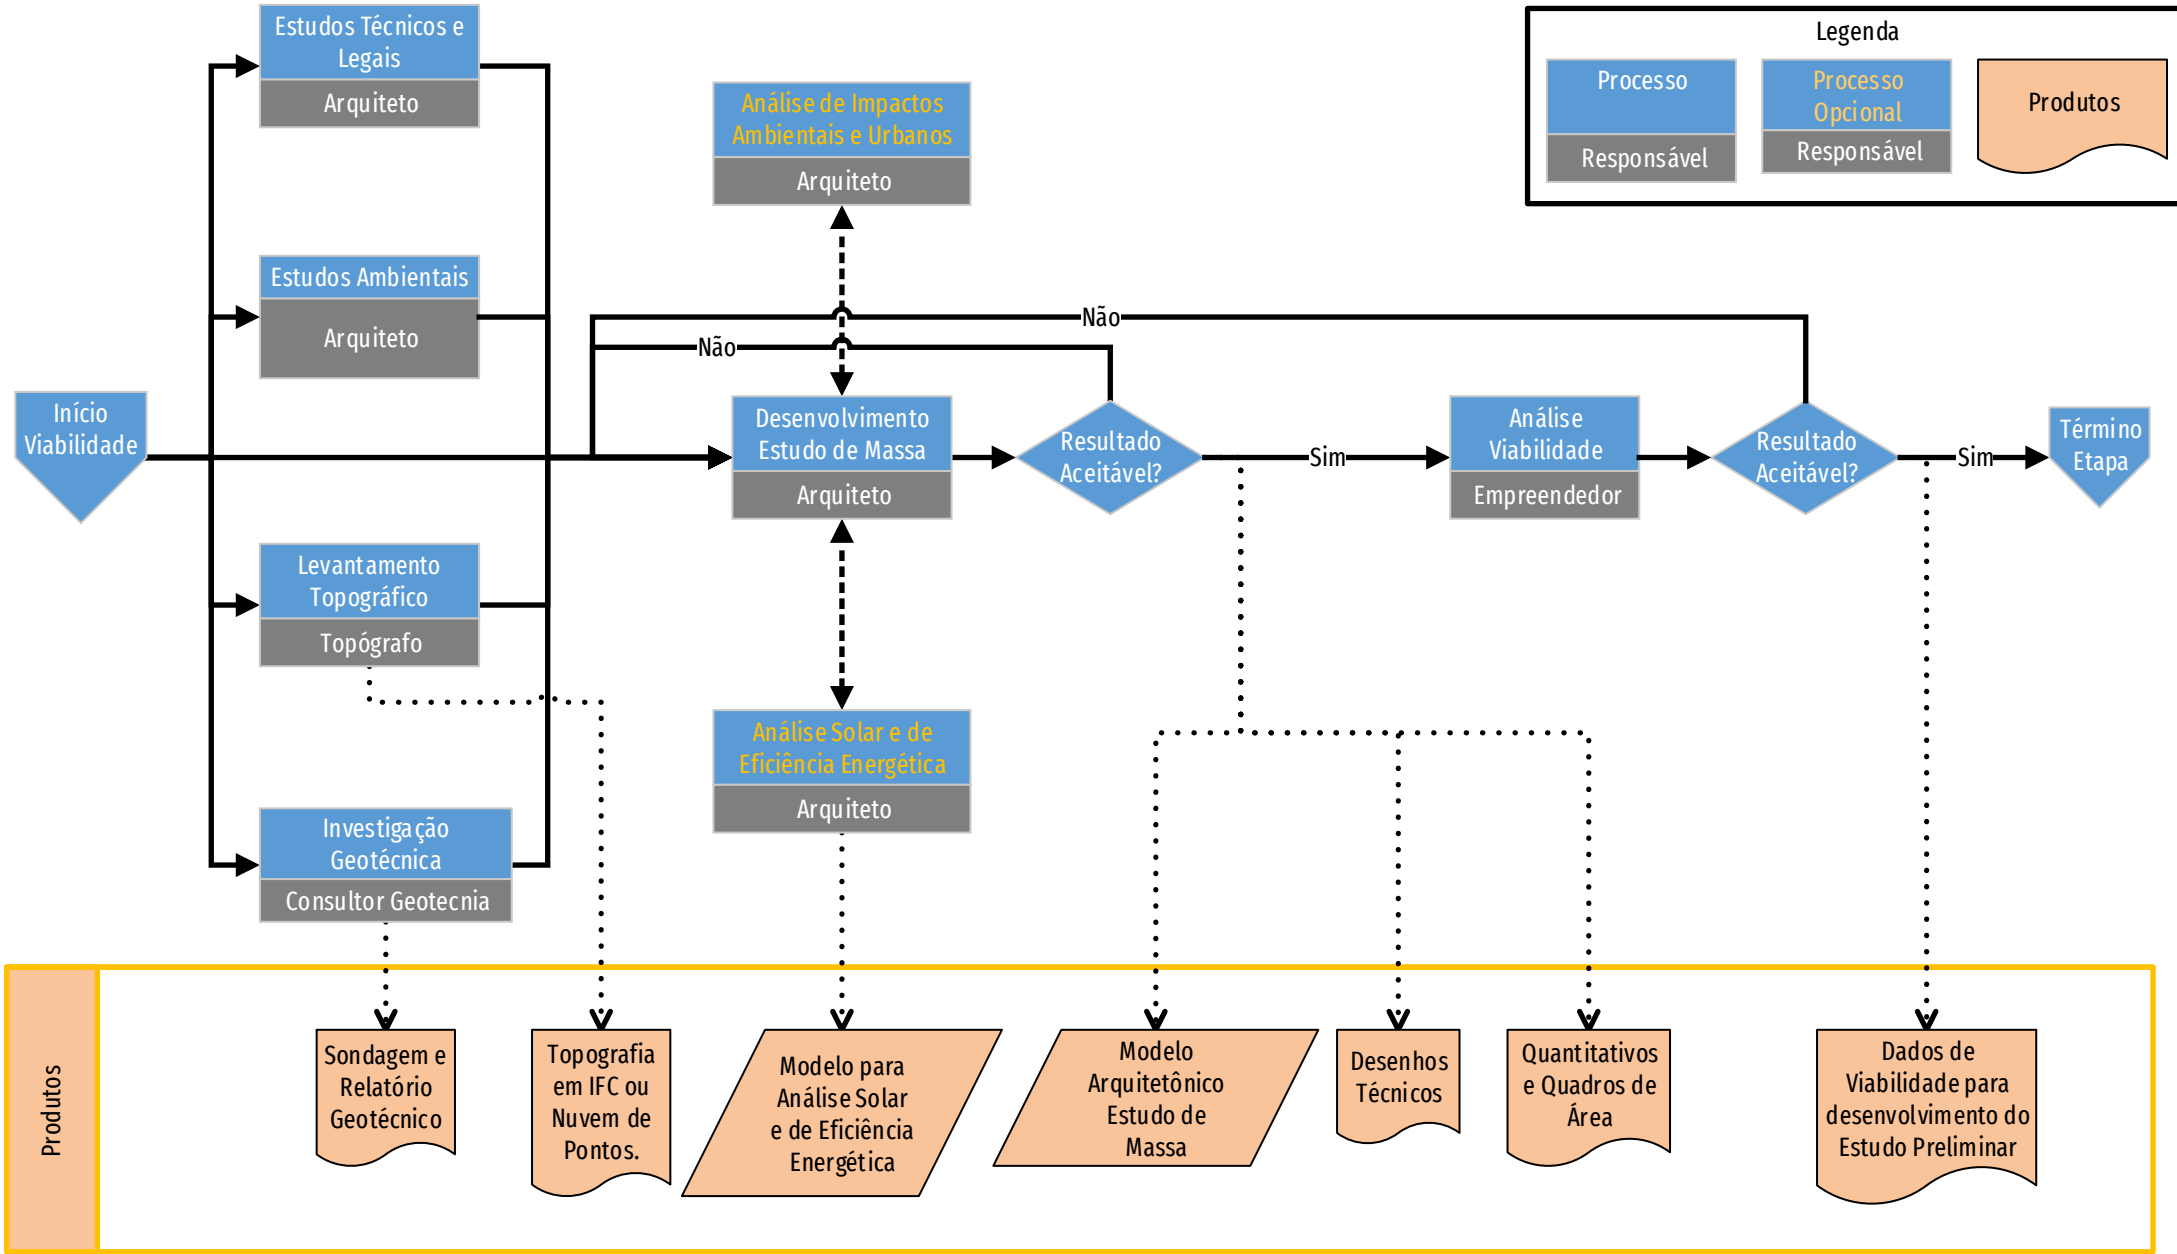 Estudos Técnicos e
Legais
Arquiteto
Legenda
Processo
Responsável
Processo
Opcional
Responsável
Produtos
Análise de Impactos
Ambientais e Urbanos
Arquiteto
Estudos Ambientais
Arquiteto
Não
Não
Início
Viabilidade
Desenvolvimento
Estudo de Massa
Arquiteto
Resultado
Aceitável?
Sim
Análise
Viabilidade
Empreendedor
Resultado
Aceitável?
Sim
Término
Etapa
Levantamento
Topográfico
Topógrafo
Análise Solar e de
Eficiência Energética
Arquiteto
Investigação
Geotécnica
Consultor Geotecnia
Produtos
Sondagem e
Relatório
Geotécnico
Topografia
em IFC ou
Nuvem de
Pontos.
Modelo para
Análise Solar
e de Eficiência
Energética
Modelo
Arquitetônico
Estudo de
Massa
Desenhos
Técnicos
Quantitativos
e Quadros de
Área
Dados de
Viabilidade para
desenvolvimento do
Estudo Preliminar